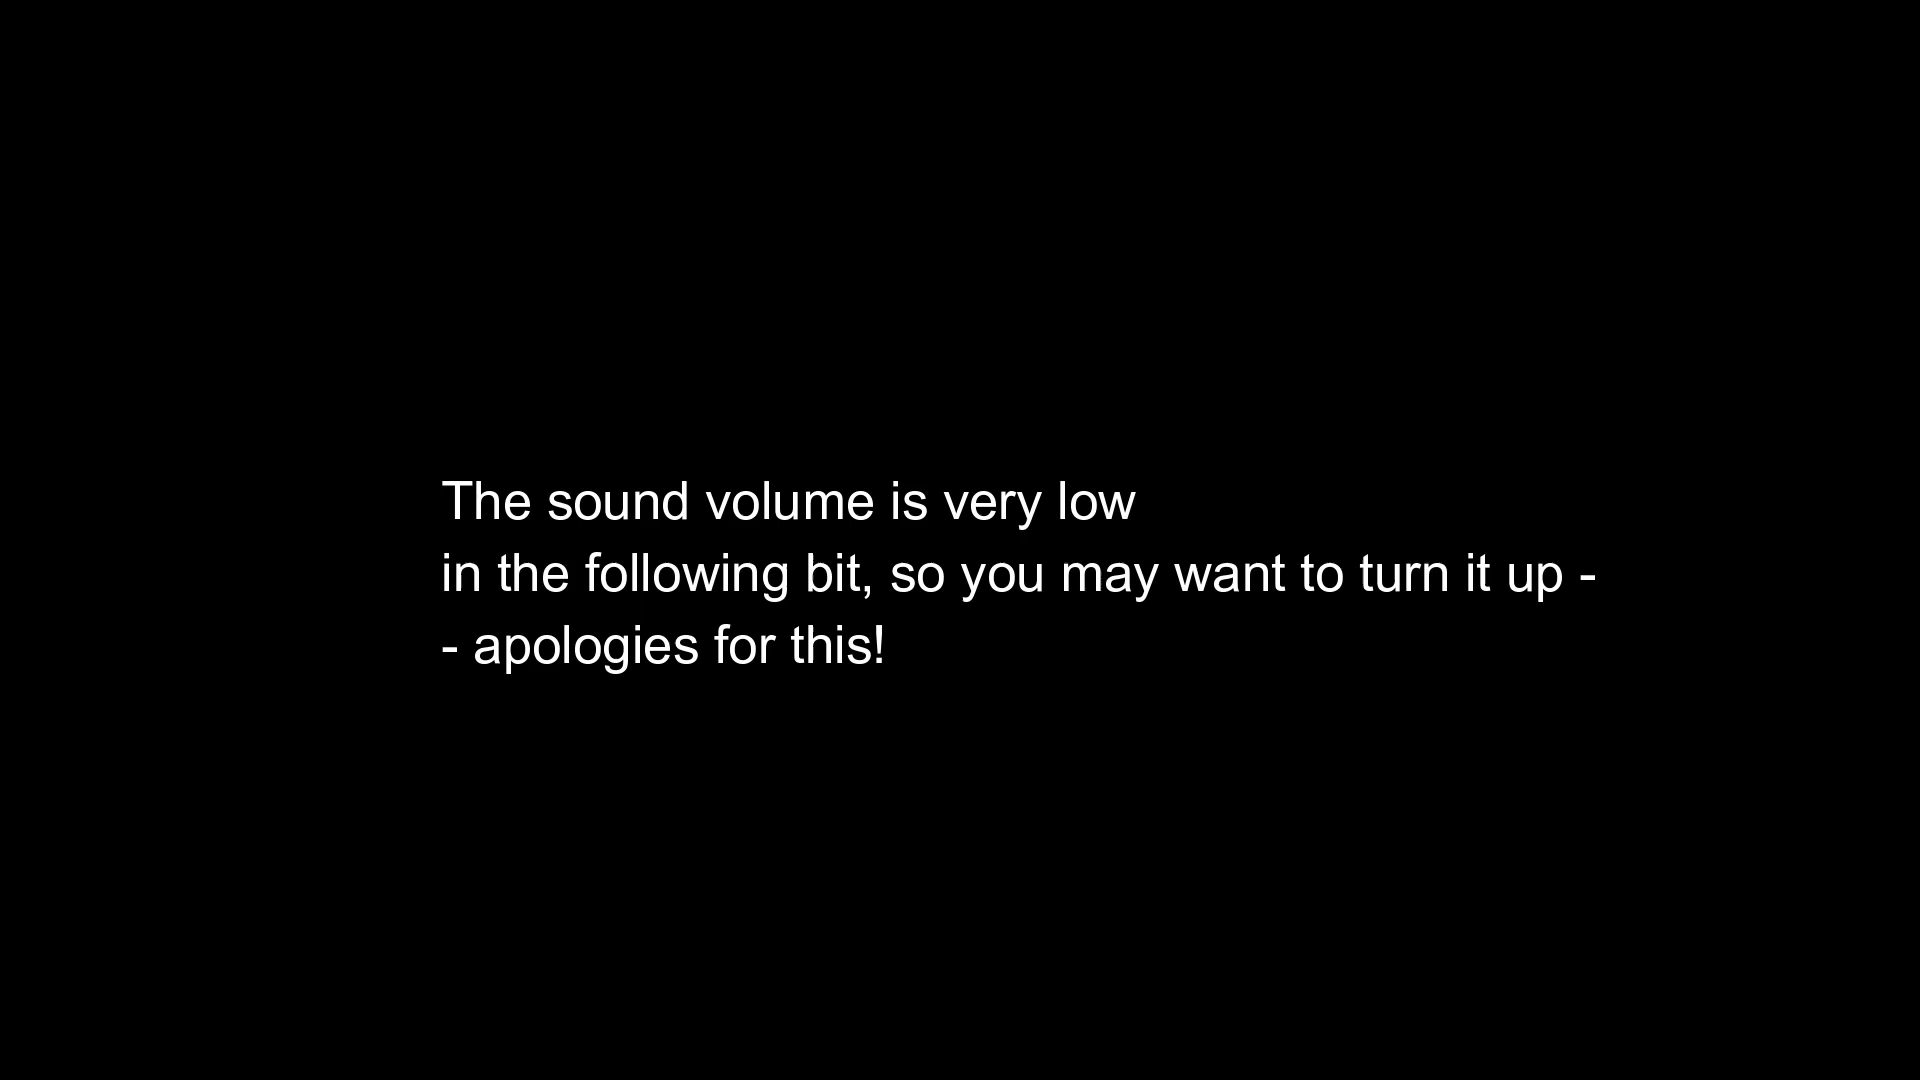 The sound volume is very low
in the following bit, so you may want to turn it up -
- apologies for this!